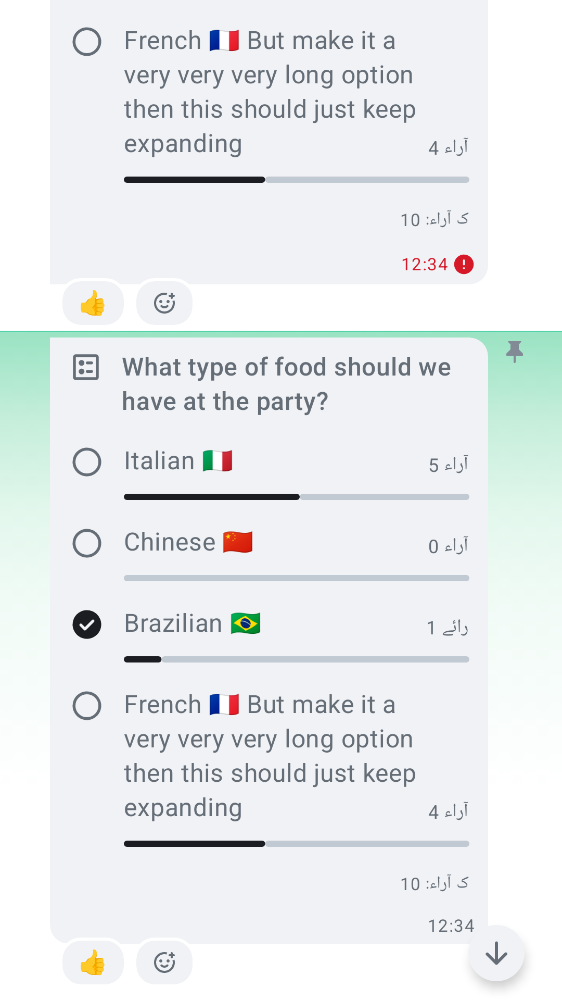 French 🇫🇷 But make it a
very very very long option
then this should just keep
expanding
4 آراء
ک آراء: 10
12:34
What type of food should we
have at the party?
Italian 🇮🇹
5 آراء
Chinese 🇨🇳
0 آراء
Brazilian 🇧🇷
1 رائے
French 🇫🇷 But make it a
very very very long option
then this should just keep
expanding
4 آراء
ک آراء: 10
12:34